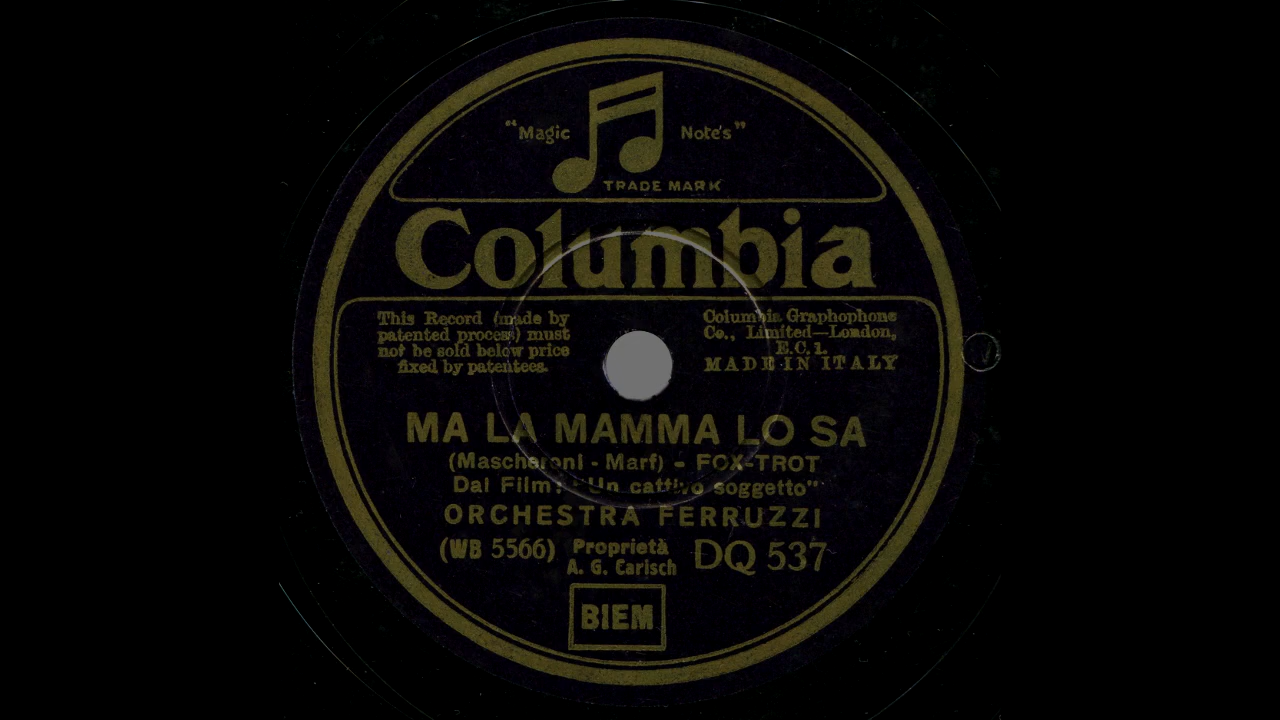 "Magic Notes"
TRADE MARK
Columbia
This Record (made by
patented process) must
not be sold below price
fixed by patentees.
Columbia Graphophone
Co., Limited—London,
E.C.1.
MADE IN ITALY
MA LA MAMMA LO SA
(Mascheroni - Marf) - FOX-TROT
Dal Film: "Un cattivo soggetto"
ORCHESTRA FERRUZZI
(WB 5566) Proprietà DQ 537
A. G. Carisch
BIEM